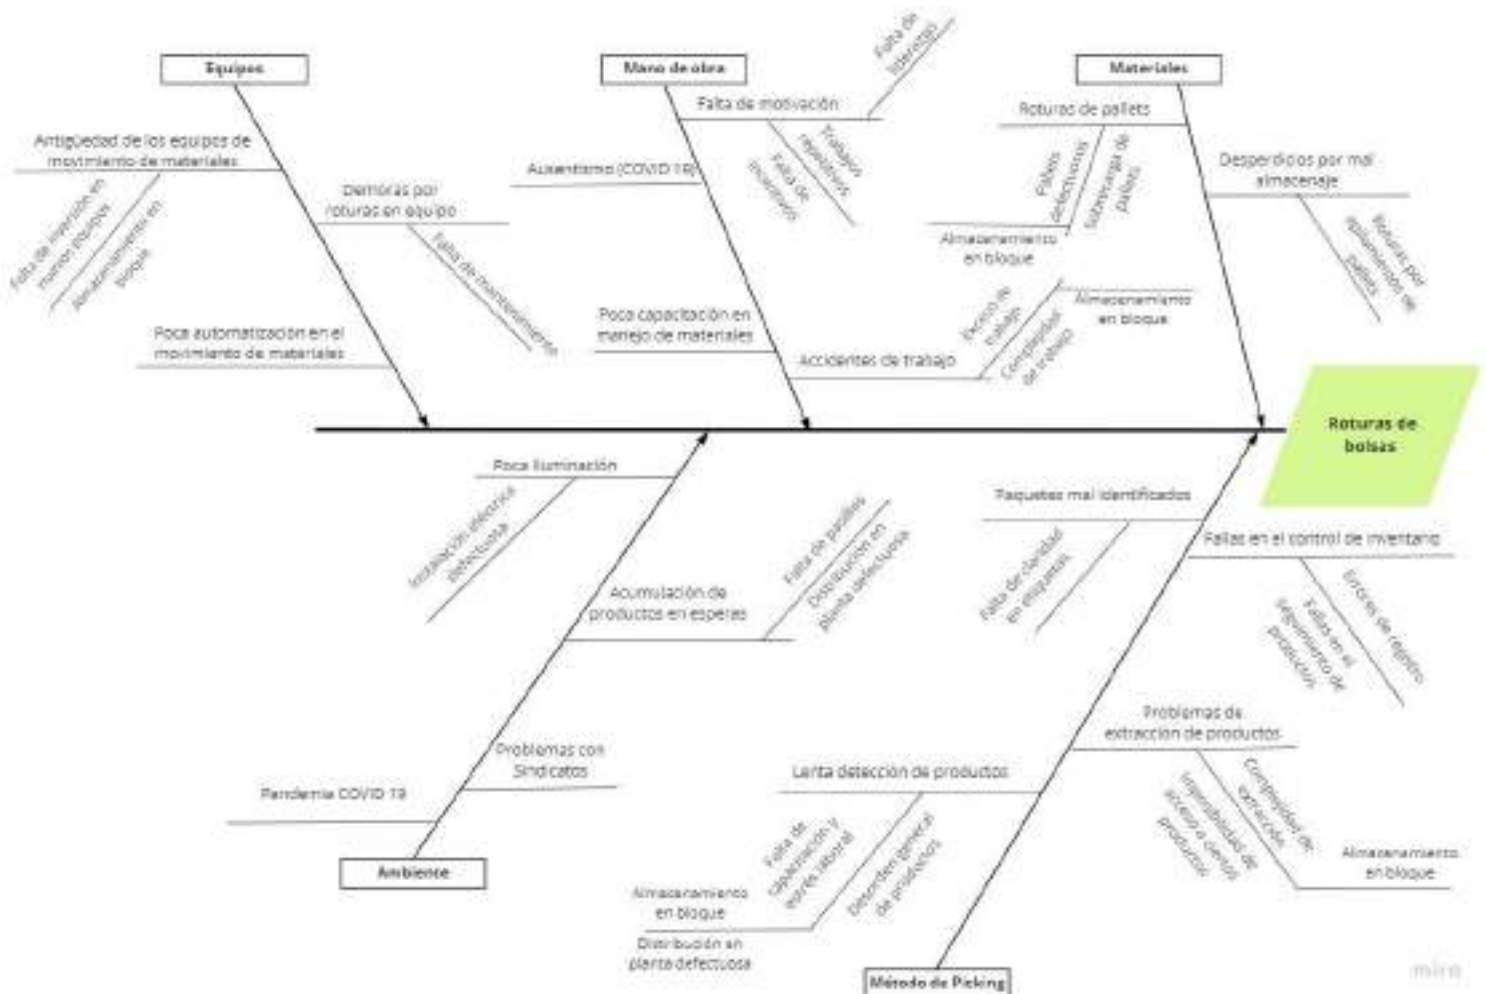 Equipos
Mano de obra
Materiales
Falta de
liderazgo
Falta de motivación
Roturas de pallets
Antigüedad de los equipos de
movimiento de materiales
Ausentismo (COVID 19)
Trabajos
repetitivos
Falta de
incentivos
Pallets
defectuosos
Sobrecarga de
pallets
Desperdicios por mal
almacenaje
Demoras por
roturas en equipo
Falta de inversión en
nuevos equipos
Almacenamiento en
bloque
Falta de mantenimiento
Almacenamiento
en bloque
Roturas por
apilamientos de
pallets
Poca automatización en el
movimiento de materiales
Poca capacitación en
manejo de materiales
Accidentes de trabajo
Exceso de
trabajo
Complejidad
de trabajo
Almacenamiento
en bloque
Roturas de
bolsas
Poca iluminación
Instalación eléctrica
defectuosa
Acumulación de
productos en esperas
Falta de pasillos
Distribución en
planta defectuosa
Paquetes mal identificados
Falta de claridad
en etiquetas
Fallas en el control de inventario
Errores de registro
Fallas en el
seguimiento de
productos
Problemas con
Sindicatos
Pandemia COVID 19
Ambiente
Lenta detección de productos
Falta de
capacitación y
estrés laboral
Desorden general
de productos
Almacenamiento
en bloque
Distribución en
planta defectuosa
Problemas de
extraccion de productos
Complejidad de
extracción
Imposibilidad de
acceso a ciertos
productos
Almacenamiento
en bloque
Método de Picking
miro